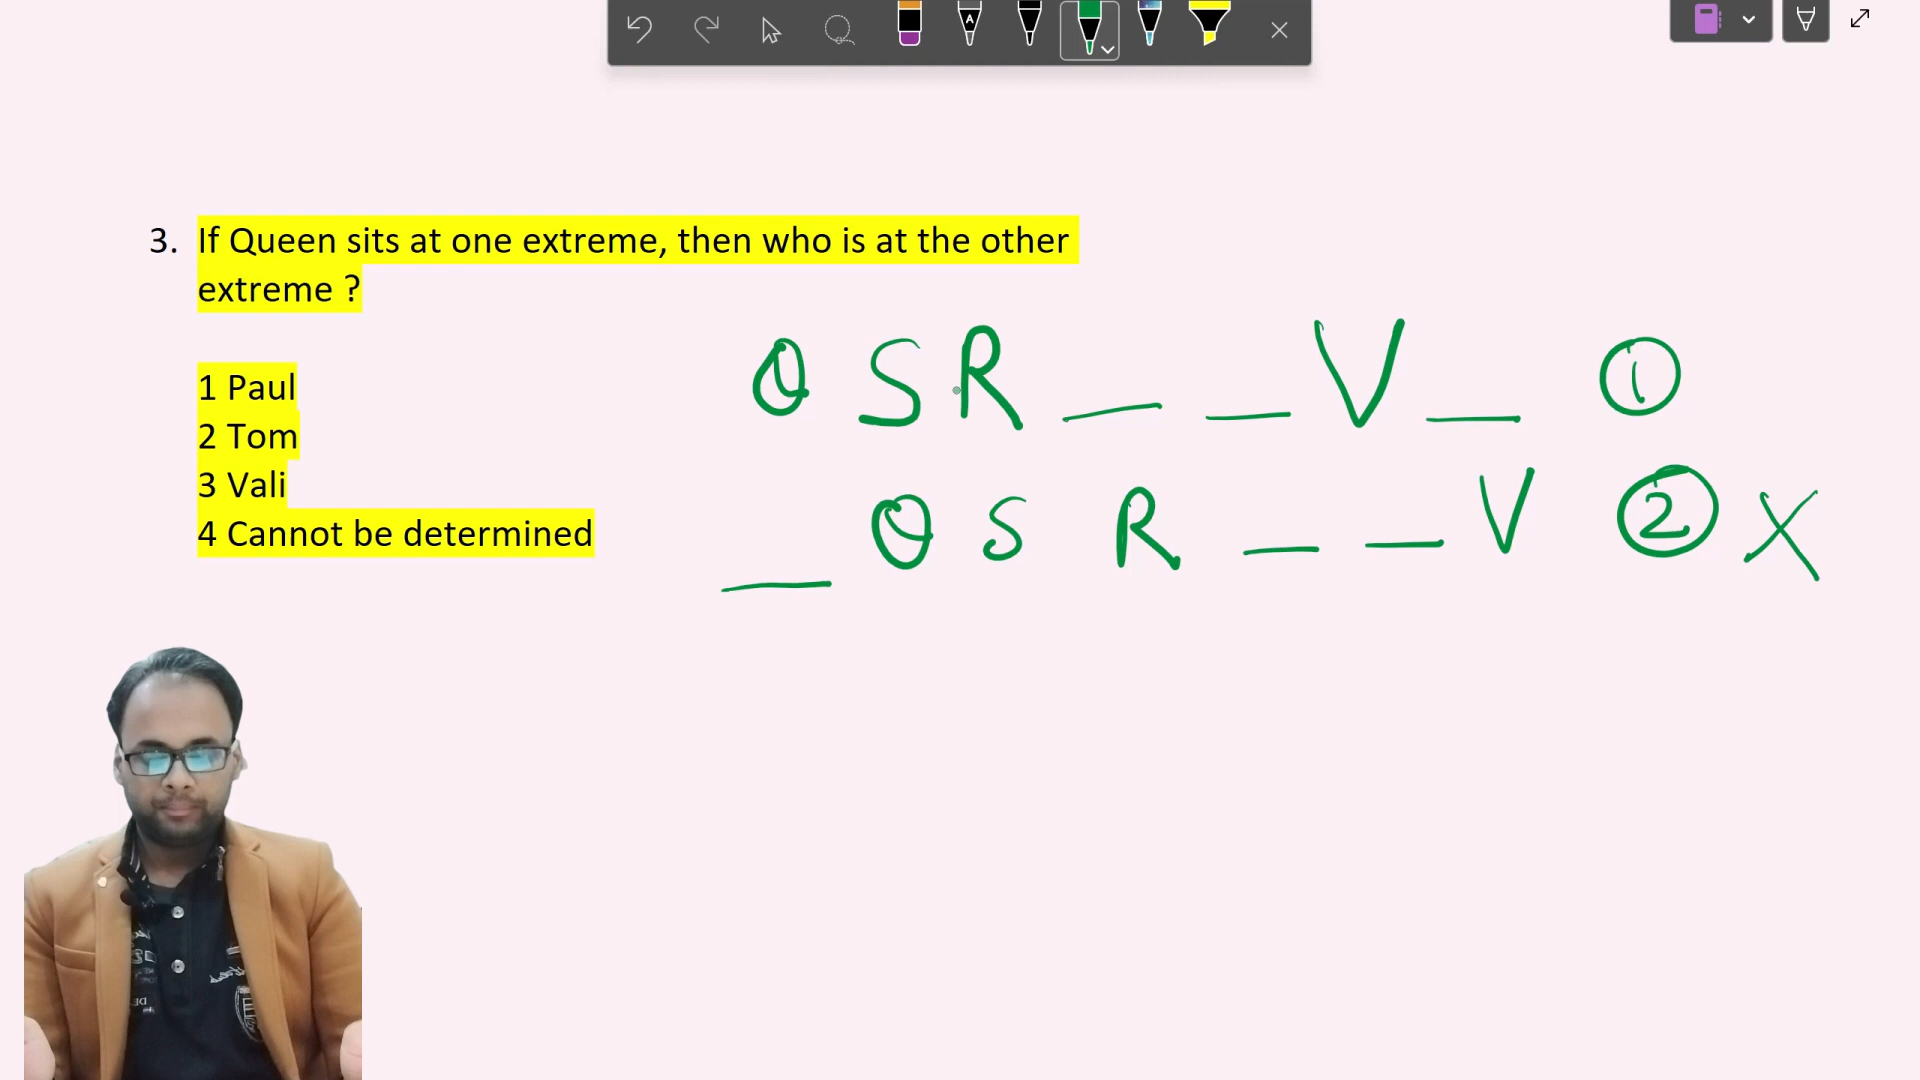 3. If Queen sits at one extreme, then who is at the other
extreme ?
1 Paul
2 Tom
3 Vali
4 Cannot be determined
Q S R _ _ V _ 1
_ Q S R _ _ V 2 X